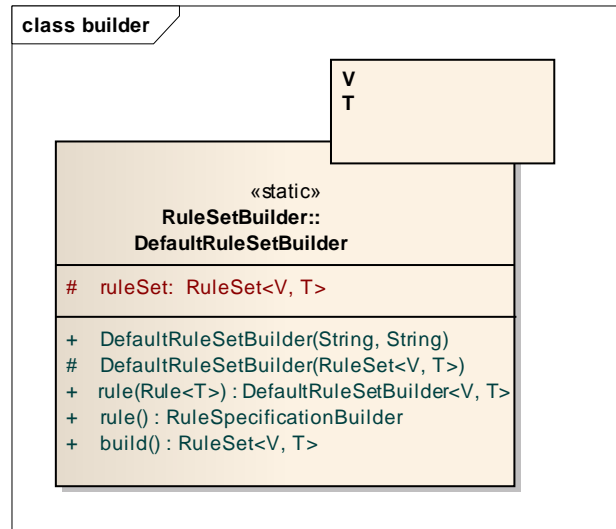 class builder
V
T
«static»
RuleSetBuilder::
DefaultRuleSetBuilder
# ruleSet: RuleSet<V, T>
+ DefaultRuleSetBuilder(String, String)
# DefaultRuleSetBuilder(RuleSet<V, T>)
+ rule(Rule<T>) : DefaultRuleSetBuilder<V, T>
+ rule() : RuleSpecificationBuilder
+ build() : RuleSet<V, T>